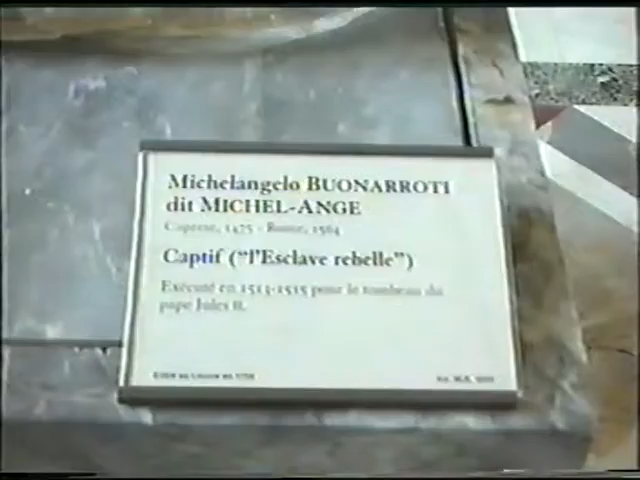 Michelangelo BUONARROTI
dit MICHEL-ANGE
Caprese, 1475 - Rome, 1564
Captif ("l'Esclave rebelle")
Exécuté en 1513-1515 pour le tombeau du
pape Jules II.